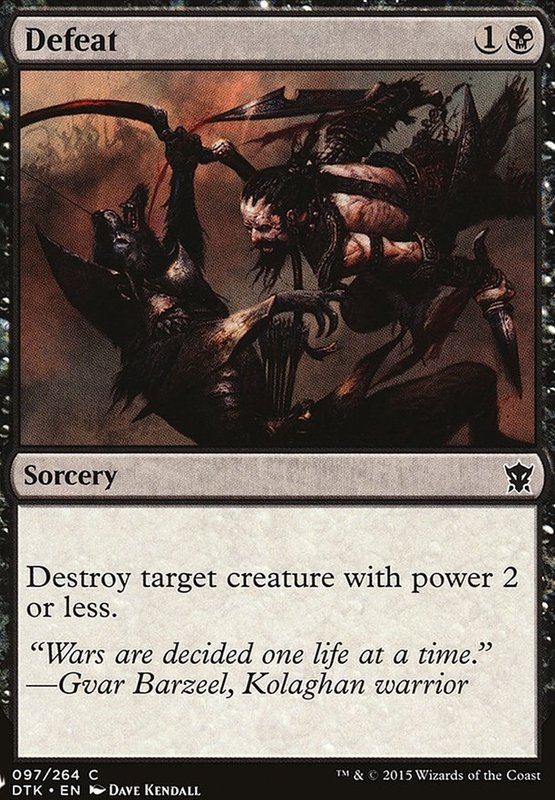 Defeat 1
Sorcery
Destroy target creature with power 2
or less.
“Wars are decided one life at a time.”
—Gvar Barzeel, Kolaghan warrior
097/264 C
DTK • EN Dave Kendall
™ & © 2015 Wizards of the Coast